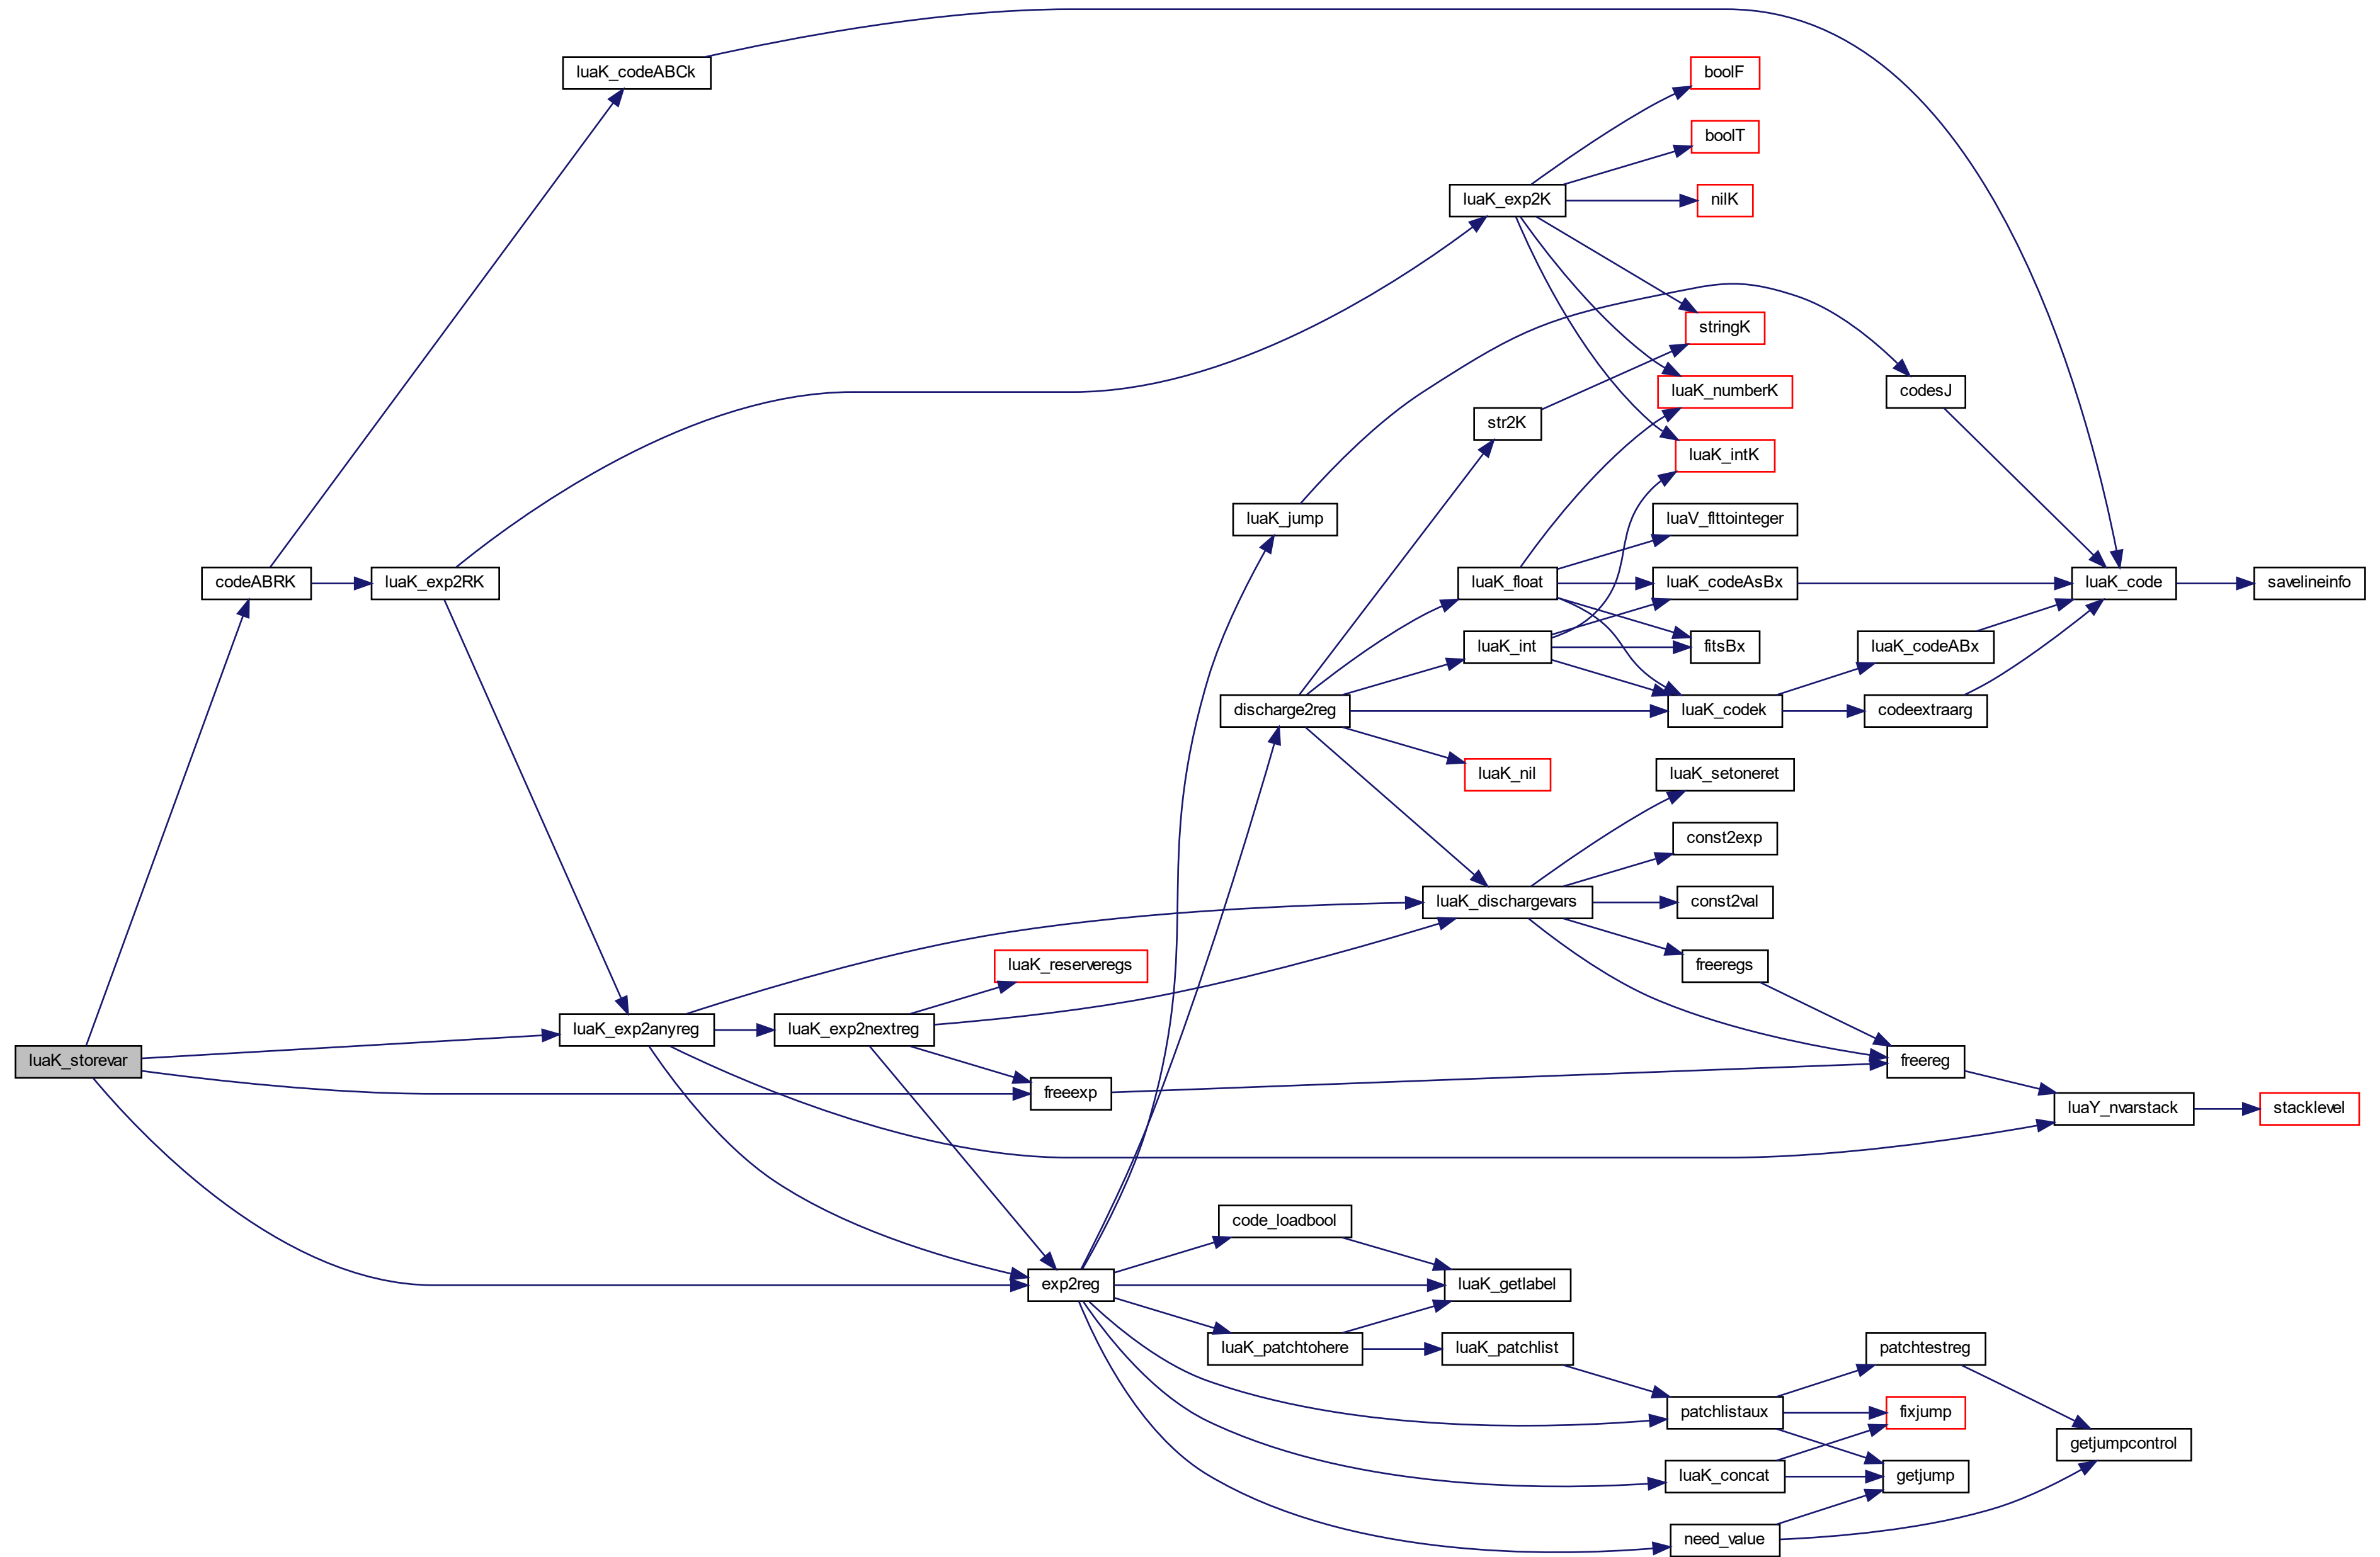 luaK_codeABCk
boolF
boolT
luaK_exp2K
nilK
stringK
luaK_numberK
codesJ
str2K
luaK_intK
luaK_jump
luaV_flttointeger
codeABRK
luaK_exp2RK
luaK_float
luaK_codeAsBx
luaK_code
savelineinfo
luaK_int
fitsBx
luaK_codeABx
discharge2reg
luaK_codek
codeextraarg
luaK_nil
luaK_setoneret
const2exp
luaK_dischargevars
const2val
luaK_reserveregs
freeregs
luaK_exp2anyreg
luaK_exp2nextreg
luaK_storevar
freereg
freeexp
luaY_nvarstack
stacklevel
code_loadbool
exp2reg
luaK_getlabel
luaK_patchtohere
luaK_patchlist
patchtestreg
patchlistaux
fixjump
getjumpcontrol
luaK_concat
getjump
need_value